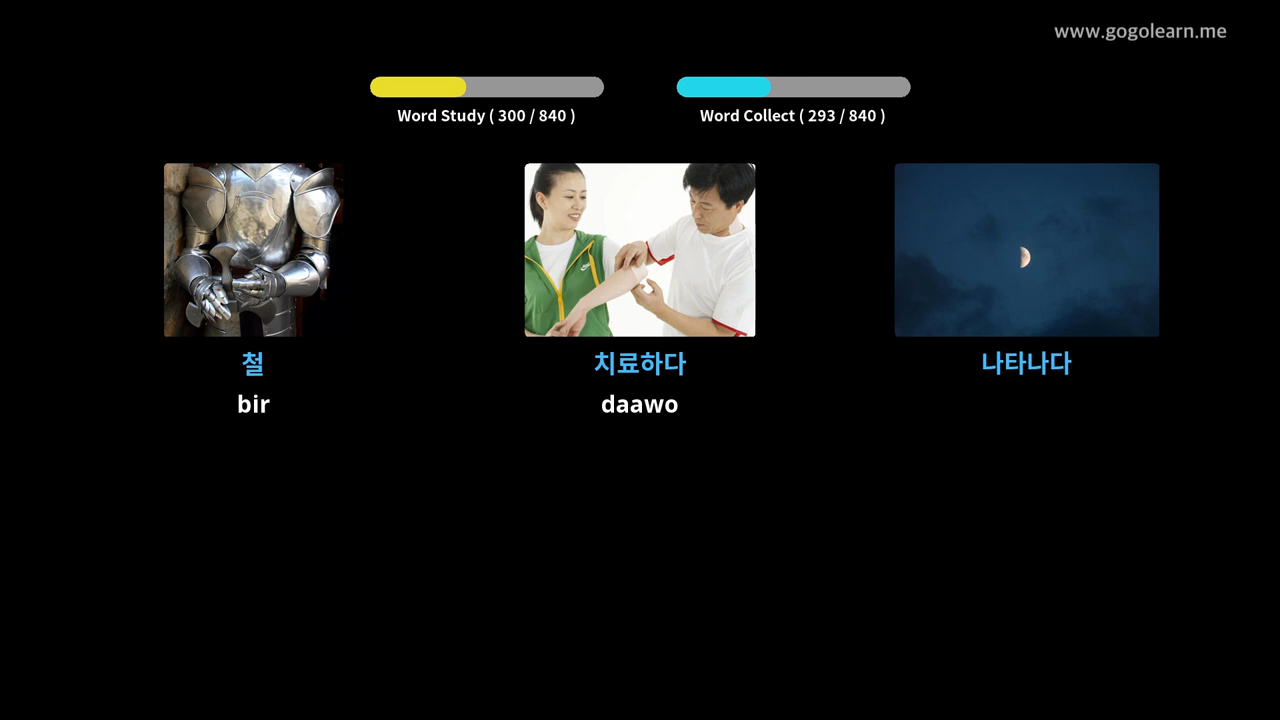 www.gogolearn.me
Word Study ( 300 / 840 )
Word Collect ( 293 / 840 )
철
치료하다
나타나다
bir
daawo